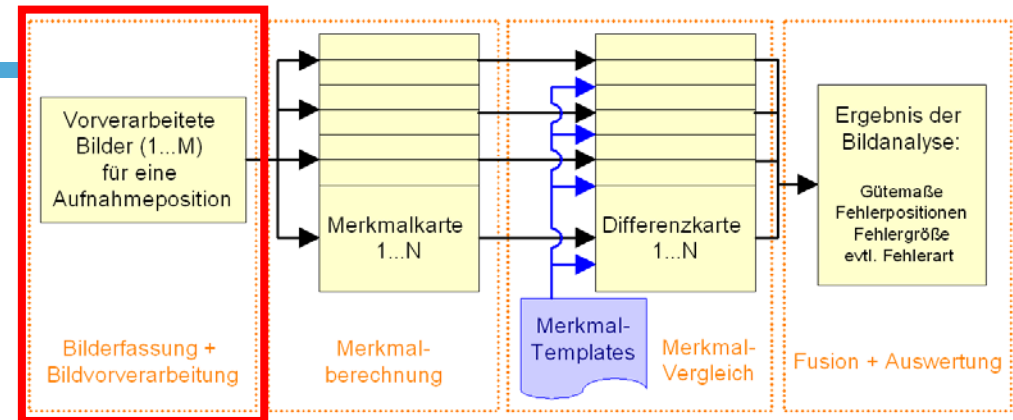 Vorverarbeitete
Bilder (1...M)
für eine
Aufnahmeposition
Bilderfassung +
Bildvorverarbeitung
Merkmalkarte
1...N
Merkmal-
berechnung
Differenzkarte
1...N
Merkmal-
Templates
Merkmal-
Vergleich
Ergebnis der
Bildanalyse:
Gütemaße
Fehlerpositionen
Fehlergröße
evtl. Fehlerart
Fusion + Auswertung